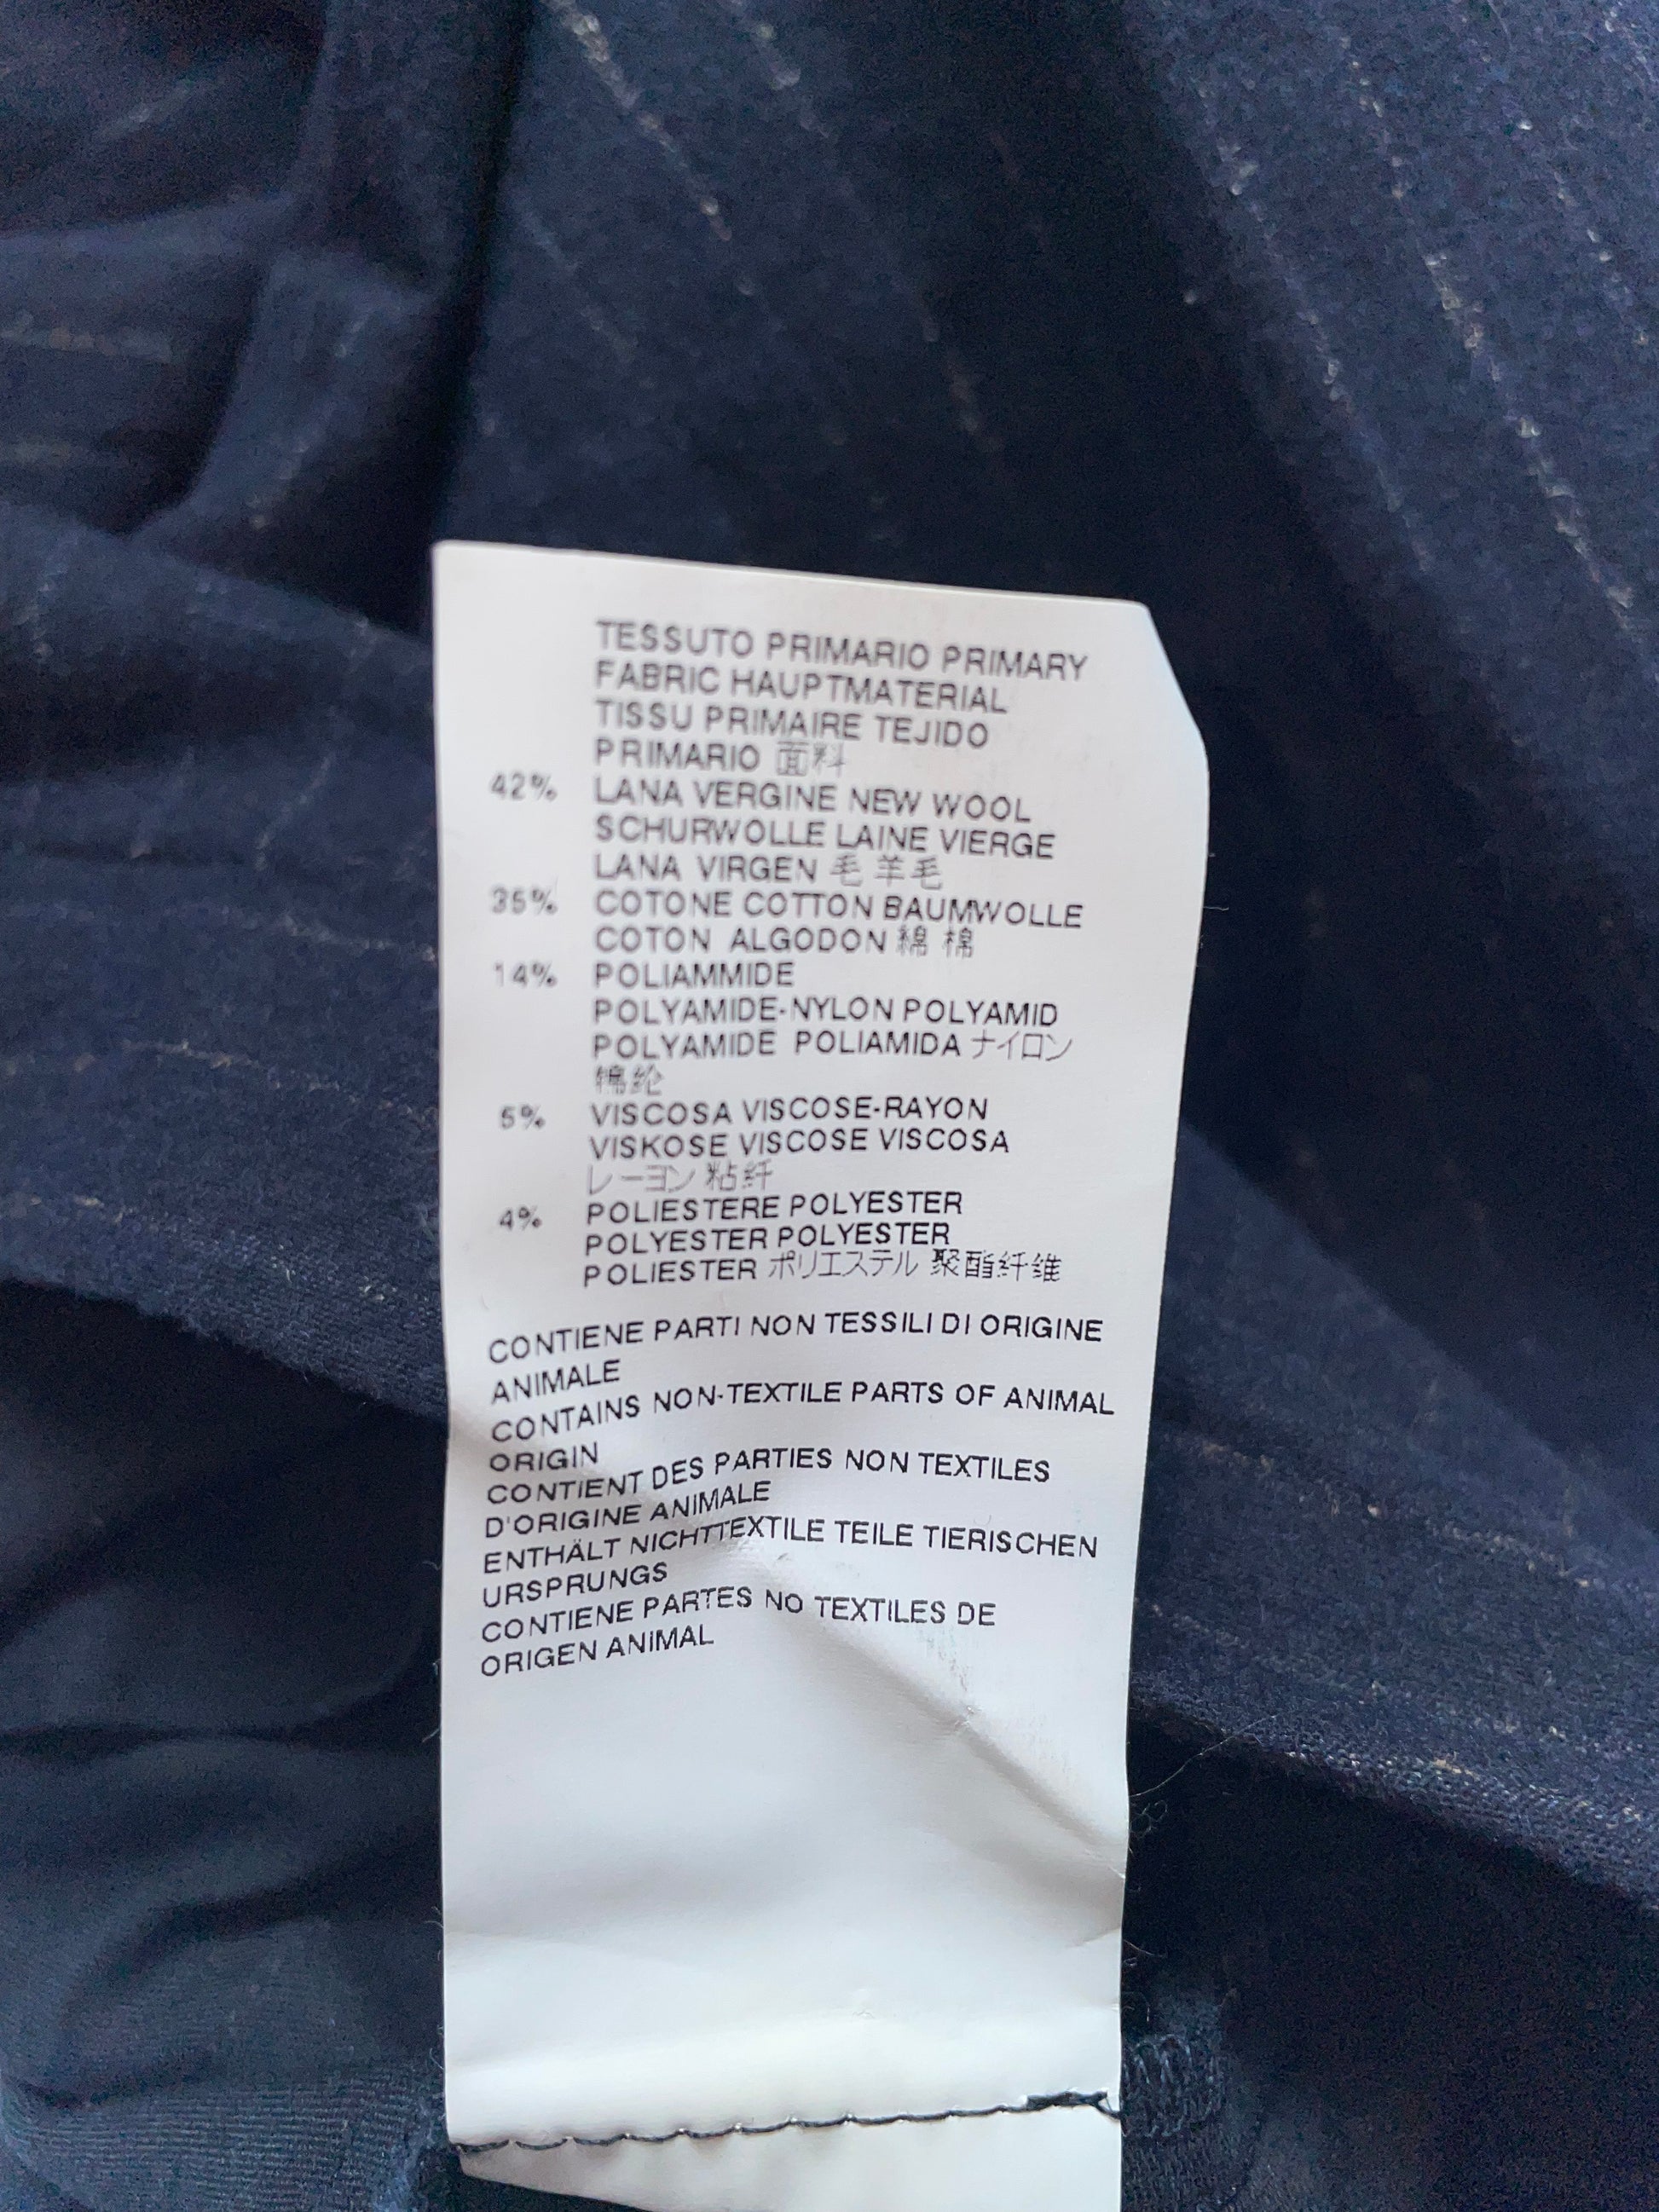 TESSUTO PRIMARIO PRIMARY
FABRIC HAUPTMATERIAL
TISSU PRIMAIRE TEJIDO
PRIMARIO 面料
42% LANA VERGINE NEW WOOL
SCHURWOLLE LAINE VIERGE
LANA VIRGEN 毛 羊毛
35% COTONE COTTON BAUMWOLLE
COTON ALGODON 綿 棉
14% POLIAMMIDE
POLYAMIDE-NYLON POLYAMID
POLYAMIDE POLIAMIDA ナイロン
锦纶
5% VISCOSA VISCOSE-RAYON
VISKOSE VISCOSE VISCOSA
レーヨン 粘纤
4% POLIESTERE POLYESTER
POLYESTER POLYESTER
POLIESTER ポリエステル 聚酯纤维
CONTIENE PARTI NON TESSILI DI ORIGINE
ANIMALE
CONTAINS NON-TEXTILE PARTS OF ANIMAL
ORIGIN
CONTIENT DES PARTIES NON TEXTILES
D'ORIGINE ANIMALE
ENTHÄLT NICHTTEXTILE TEILE TIERISCHEN
URSPRUNGS
CONTIENE PARTES NO TEXTILES DE
ORIGEN ANIMAL